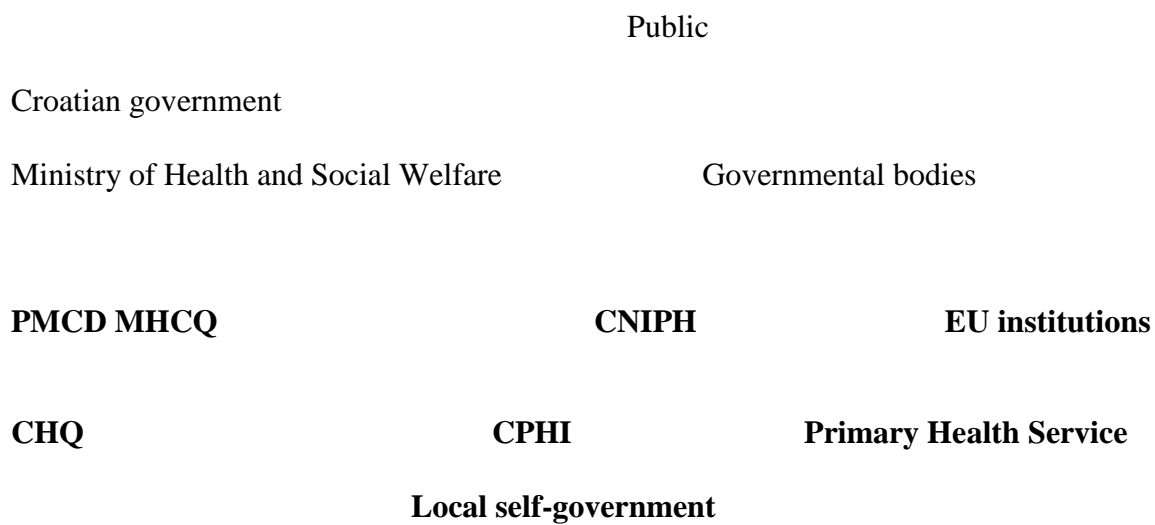 Public
Croatian government
Ministry of Health and Social Welfare Governmental bodies
PMCD MHCQ CNIPH EU institutions
CHQ CPHI Primary Health Service
Local self-government